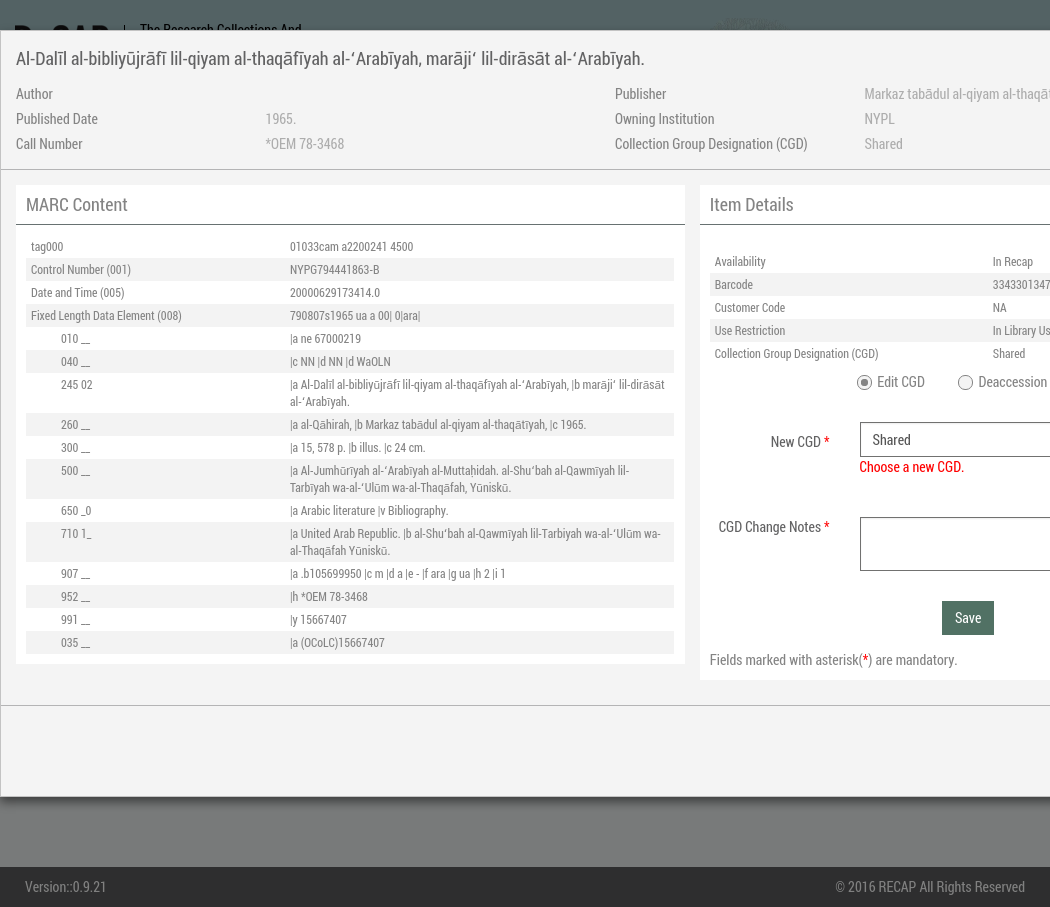 The Research Collections And
Al-Dalīl al-bibliyūjrāfī lil-qiyam al-thaqāfīyah al-ʻArabīyah, marājiʻ lil-dirāsāt al-ʻArabīyah.
Author
Publisher
Markaz tabādul al-qiyam
Published Date
1965.
Owning Institution
NYPL
Call Number
*OEM 78-3468
Collection Group Designation (CGD)
Shared
MARC Content
tag000
01033cam a2200241 4500
Control Number (001)
NYPG794441863-B
Date and Time (005)
20000629173414.0
Fixed Length Data Element (008)
790807s1965 ua a 00| 0|ara|
010 __
|a ne 67000219
040 __
|c NN |d NN |d WaOLN
245 02
|a Al-Dalīl al-bibliyūjrāfī lil-qiyam al-thaqāfīyah al-ʻArabīyah, |b marājiʻ lil-dirāsāt
al-ʻArabīyah.
260 __
|a al-Qāhirah, |b Markaz tabādul al-qiyam al-thaqātīyah, |c 1965.
300 __
|a 15, 578 p. |b illus. |c 24 cm.
500 __
|a Al-Jumhūrīyah al-ʻArabīyah al-Muttaḥidah. al-Shuʻbah al-Qawmīyah lil-
Tarbīyah wa-al-ʻUlūm wa-al-Thaqāfah, Yūniskū.
650 _0
|a Arabic literature |v Bibliography.
710 1_
|a United Arab Republic. |b al-Shuʻbah al-Qawmīyah lil-Tarbiyah wa-al-ʻUlūm wa-
al-Thaqāfah Yūniskū.
907 __
|a .b105699950 |c m |d a |e - |f ara |g ua |h 2 |i 1
952 __
|h *OEM 78-3468
991 __
|y 15667407
035 __
|a (OCoLC)15667407
Item Details
Availability
In Recap
Barcode
3343301347
Customer Code
NA
Use Restriction
In Library Us
Collection Group Designation (CGD)
Shared
Edit CGD
Deaccession
New CGD *
Shared
Choose a new CGD.
CGD Change Notes *
Save
Fields marked with asterisk(*) are mandatory.
Version::0.9.21
© 2016 RECAP All Rights Reserved